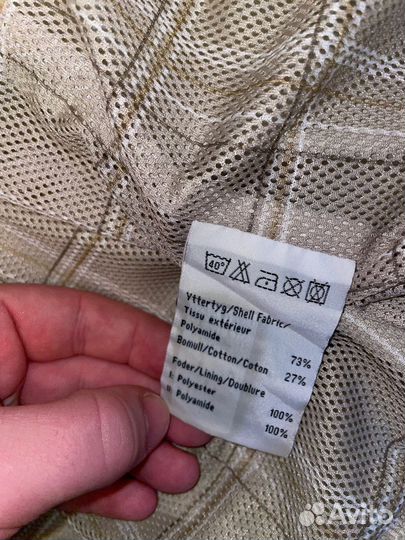 40°
Yttertyg/Shell Fabric/
Tissu extérieur
Polyamide 73%
Bomull/Cotton/Coton 27%
Foder/Lining/Doublure
Polyester 100%
Polyamide 100%
Avito